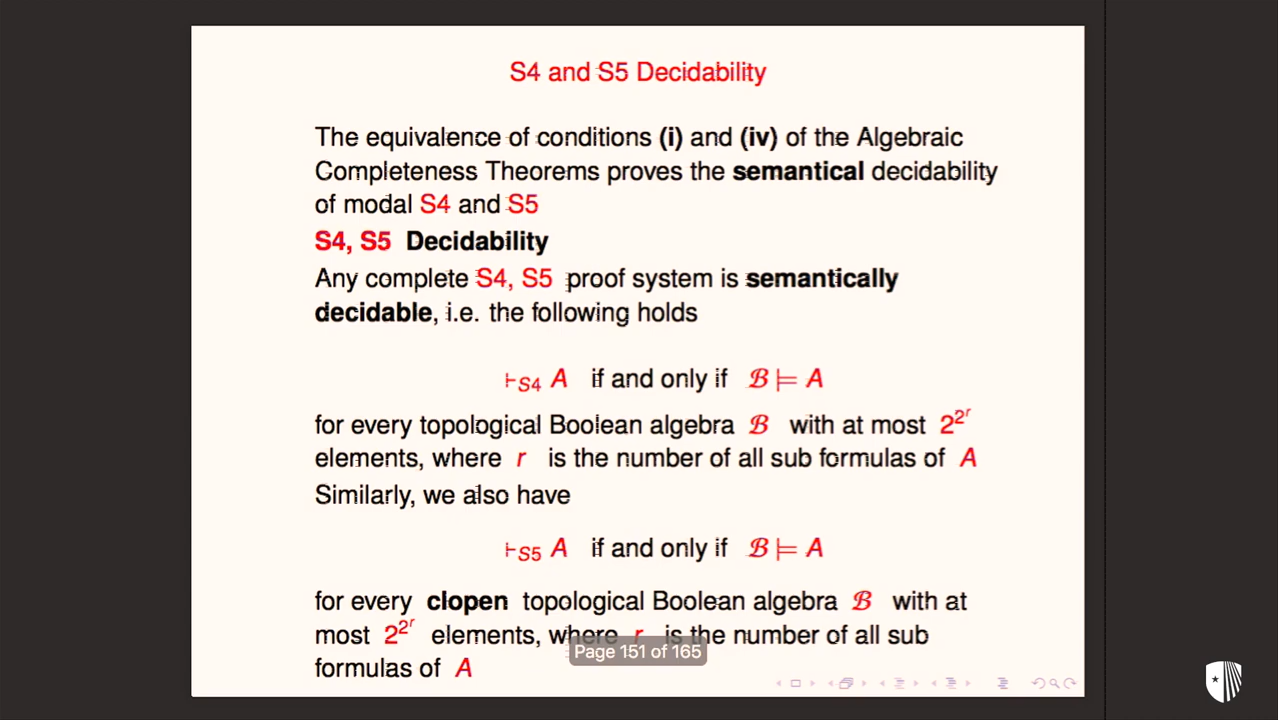 S4 and S5 Decidability
The equivalence of conditions (i) and (iv) of the Algebraic
Completeness Theorems proves the semantical decidability
of modal S4 and S5
S4, S5 Decidability
Any complete S4, S5 proof system is semantically
decidable, i.e. the following holds
⊢S4 A if and only if ℬ ⊨ A
for every topological Boolean algebra ℬ with at most 2^{2^r}
elements, where r is the number of all sub formulas of A
Similarly, we also have
⊢S5 A if and only if ℬ ⊨ A
for every clopen topological Boolean algebra ℬ with at
most 2^{2^r} elements, where r is the number of all sub
formulas of A
Page 151 of 165